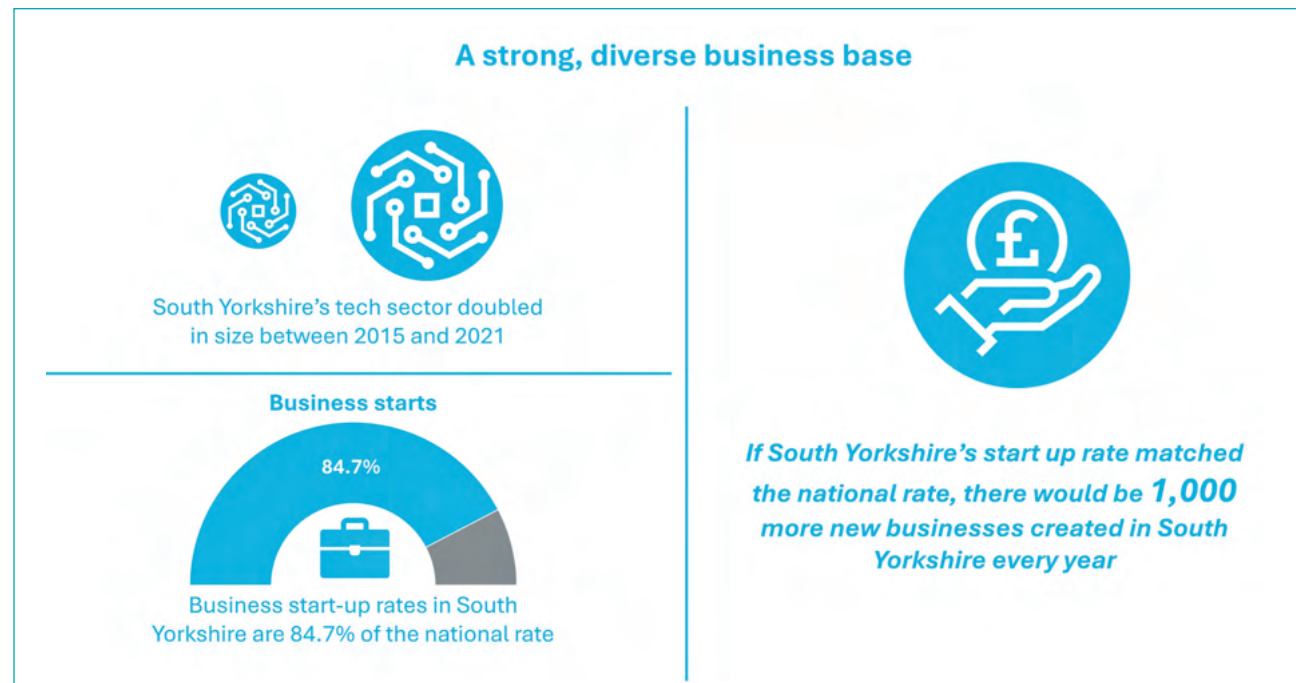 A strong, diverse business base
South Yorkshire’s tech sector doubled
in size between 2015 and 2021
Business starts
84.7%
Business start-up rates in South
Yorkshire are 84.7% of the national rate
£
If South Yorkshire’s start up rate matched
the national rate, there would be 1,000
more new businesses created in South
Yorkshire every year